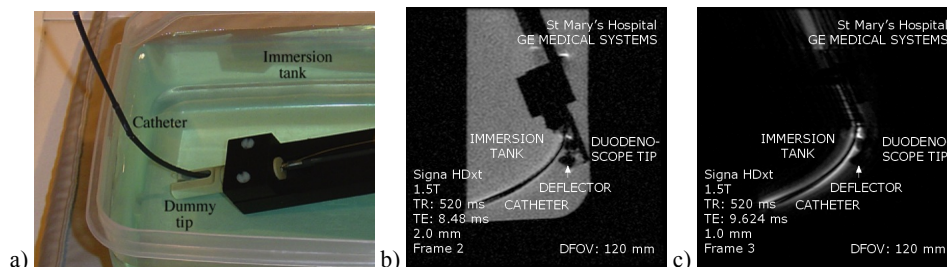 a)
Immersion
tank
Catheter
Dummy
tip
b)
St Mary's Hospital
GE MEDICAL SYSTEMS
IMMERSION
TANK
DUODENO-
SCOPE TIP
DEFLECTOR
CATHETER
Signa HDxt
1.5T
TR: 520 ms
TE: 8.48 ms
2.0 mm
Frame 2
DFOV: 120 mm
c)
St Mary's Hospital
GE MEDICAL SYSTEMS
IMMERSION
TANK
DUODENO-
SCOPE TIP
DEFLECTOR
CATHETER
Signa HDxt
1.5T
TR: 520 ms
TE: 9.624 ms
1.0 mm
Frame 3
DFOV: 120 mm